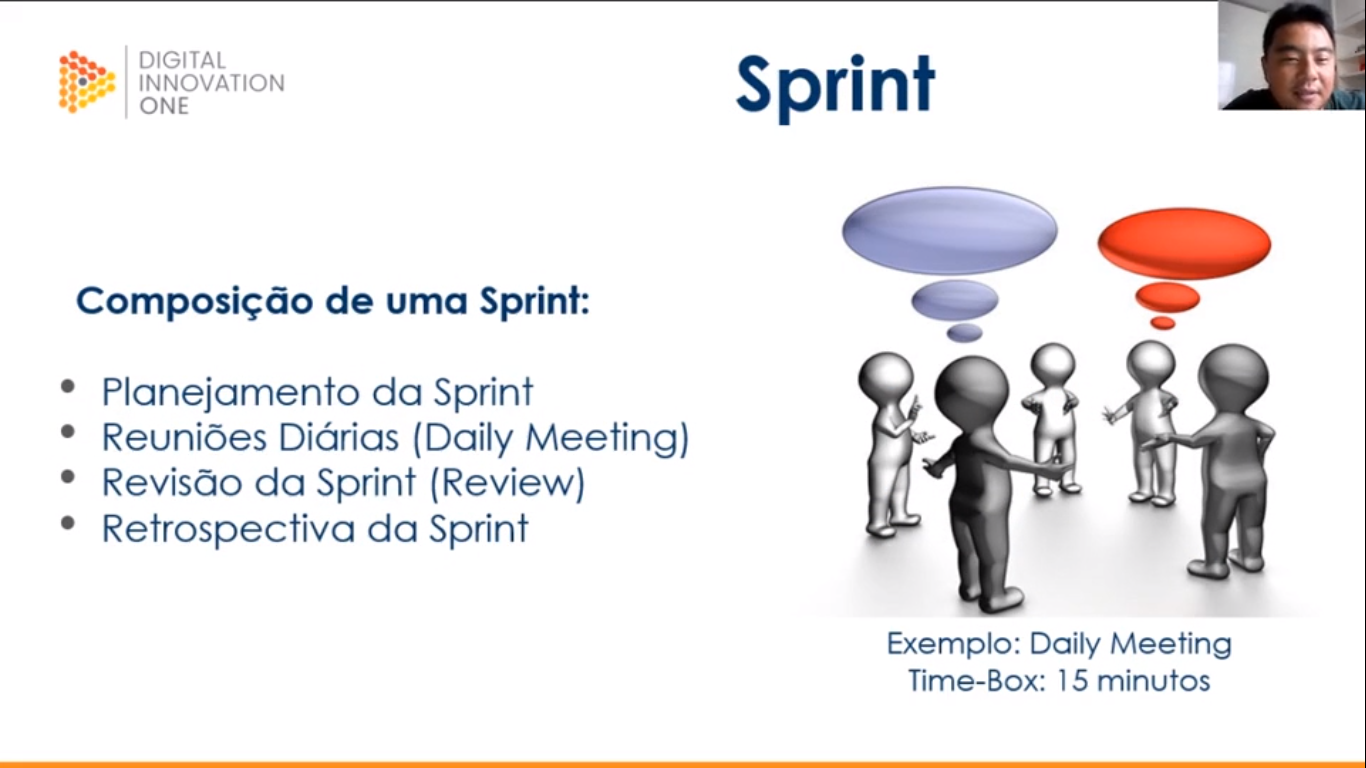 DIGITAL
INNOVATION
ONE
Sprint
Composição de uma Sprint:
• Planejamento da Sprint
• Reuniões Diárias (Daily Meeting)
• Revisão da Sprint (Review)
• Retrospectiva da Sprint
Exemplo: Daily Meeting
Time-Box: 15 minutos